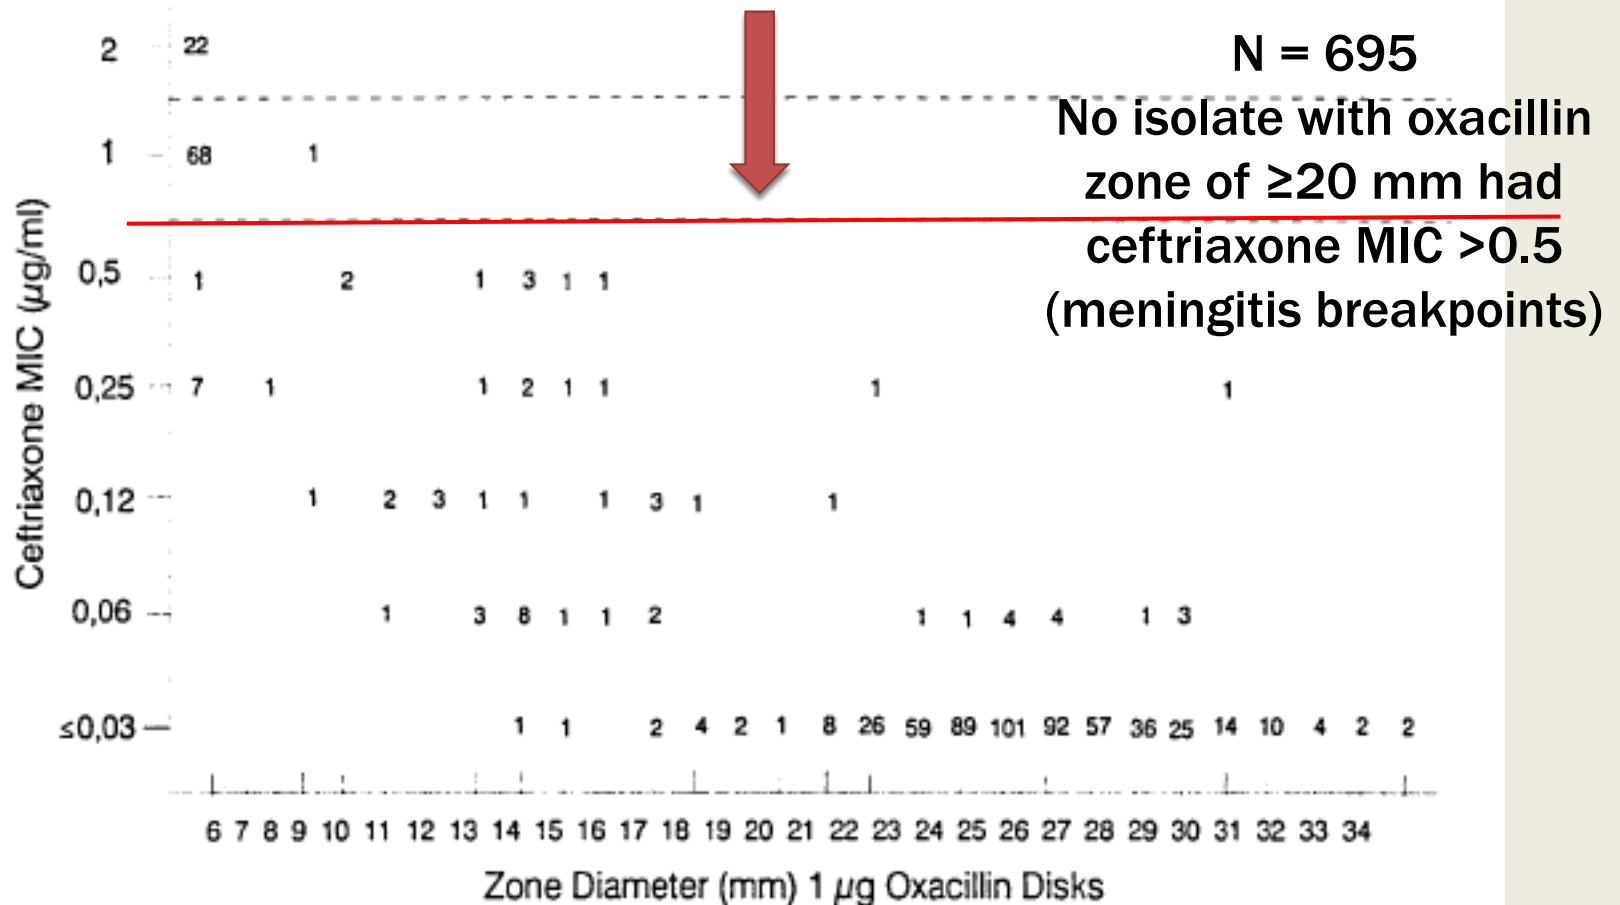 N = 695
No isolate with oxacillin
zone of ≥20 mm had
ceftriaxone MIC >0.5
(meningitis breakpoints)
Ceftriaxone MIC (µg/ml)
2 22
1 68 1
0,5 1 2 1 3 1 1
0,25 7 1 1 2 1 1 1 1
0,12 1 2 3 1 1 1 3 1 1
0,06 1 3 8 1 1 2 1 1 4 4 1 3
≤0,03 1 1 2 4 2 1 8 26 59 89 101 92 57 36 25 14 10 4 2 2
6 7 8 9 10 11 12 13 14 15 16 17 18 19 20 21 22 23 24 25 26 27 28 29 30 31 32 33 34
Zone Diameter (mm) 1 µg Oxacillin Disks